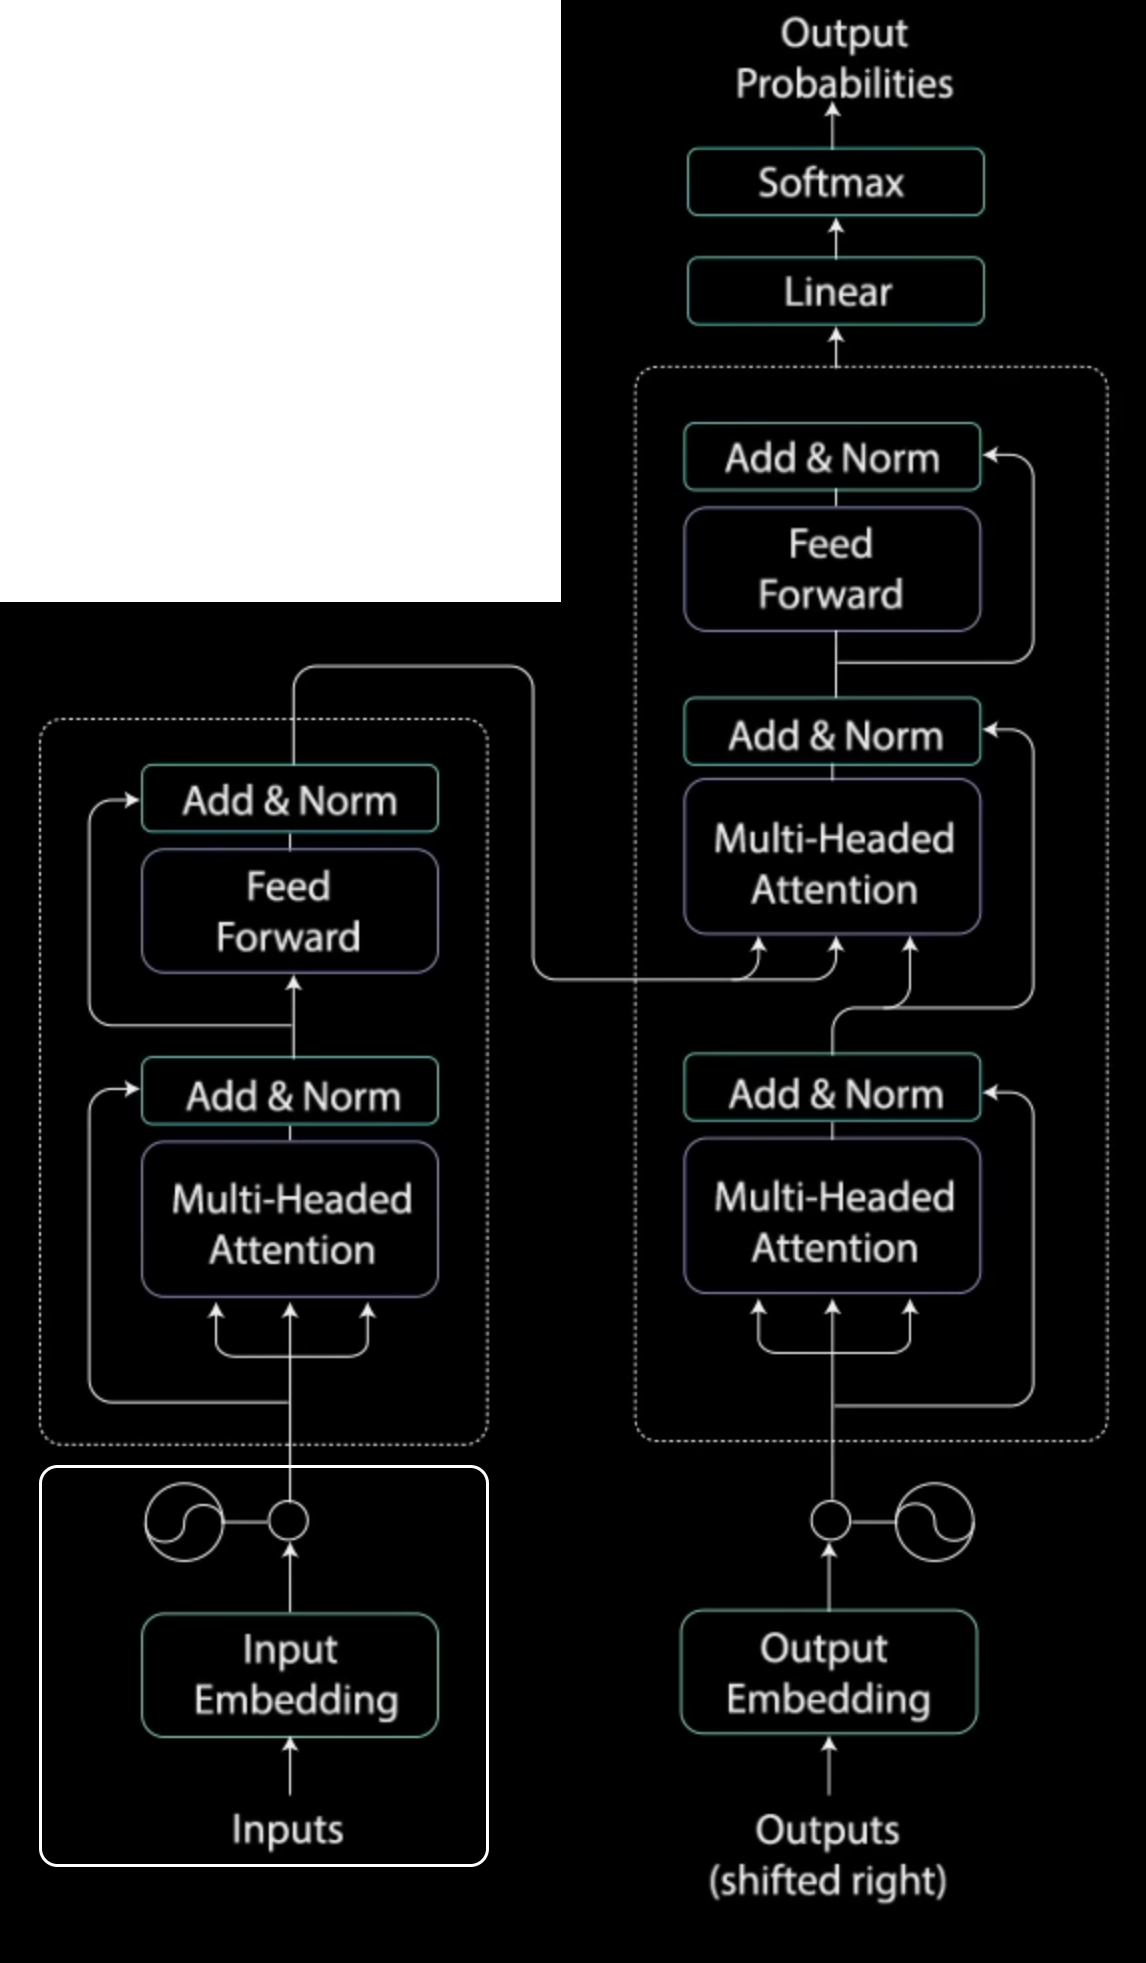 Output
Probabilities
Softmax
Linear
Add & Norm
Feed
Forward
Add & Norm
Multi-Headed
Attention
Add & Norm
Multi-Headed
Attention
Output
Embedding
Outputs
(shifted right)
Add & Norm
Feed
Forward
Add & Norm
Multi-Headed
Attention
Input
Embedding
Inputs